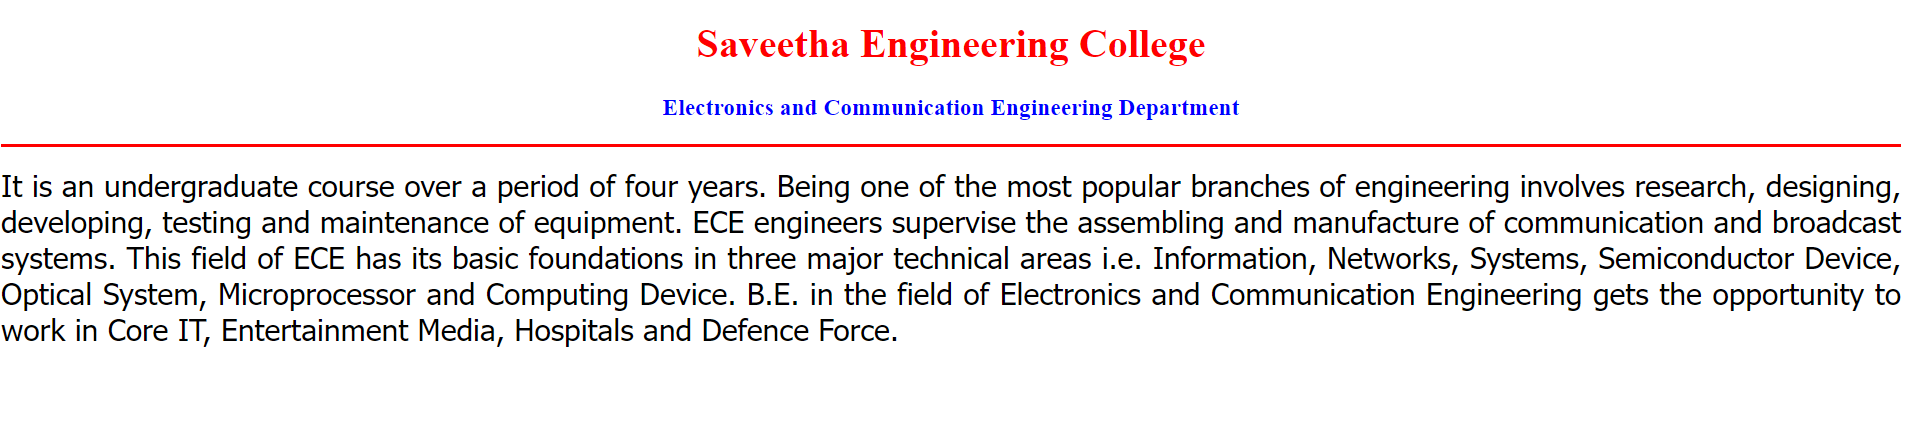 Saveetha Engineering College
Electronics and Communication Engineering Department
It is an undergraduate course over a period of four years. Being one of the most popular branches of engineering involves research, designing,
developing, testing and maintenance of equipment. ECE engineers supervise the assembling and manufacture of communication and broadcast
systems. This field of ECE has its basic foundations in three major technical areas i.e. Information, Networks, Systems, Semiconductor Device,
Optical System, Microprocessor and Computing Device. B.E. in the field of Electronics and Communication Engineering gets the opportunity to
work in Core IT, Entertainment Media, Hospitals and Defence Force.